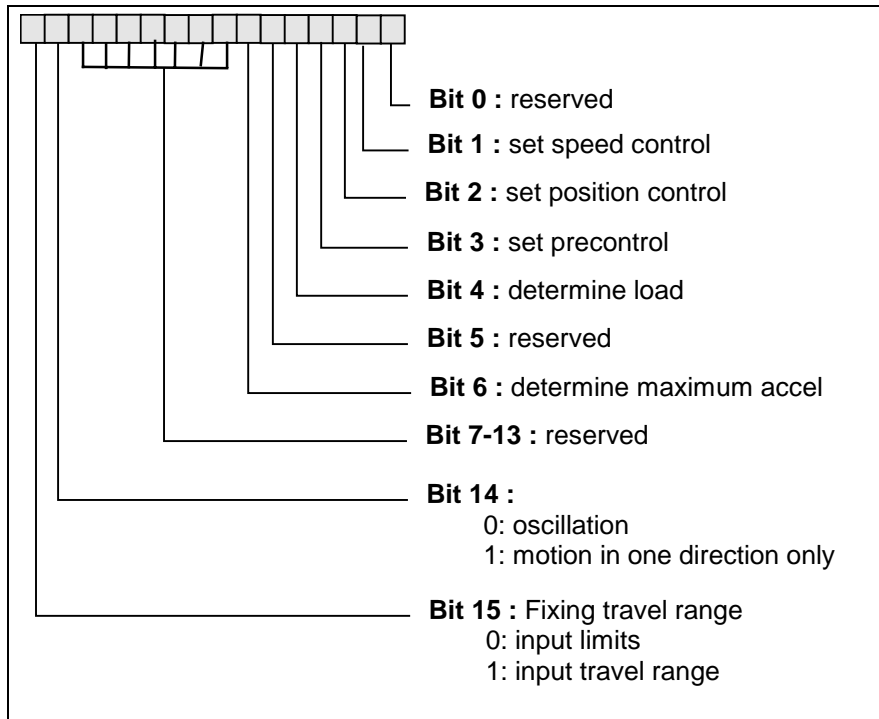 Bit 0 : reserved
Bit 1 : set speed control
Bit 2 : set position control
Bit 3 : set precontrol
Bit 4 : determine load
Bit 5 : reserved
Bit 6 : determine maximum accel
Bit 7-13 : reserved
Bit 14 :
0: oscillation
1: motion in one direction only
Bit 15 : Fixing travel range
0: input limits
1: input travel range